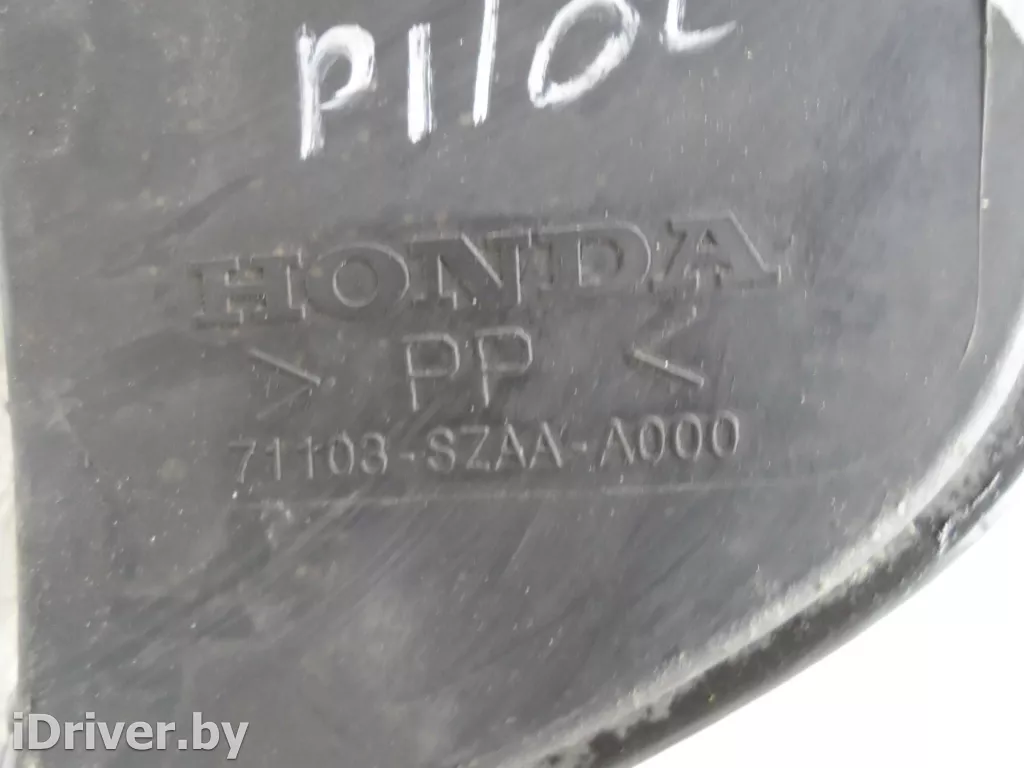 PILOt
HONDA
> PP <
71103-SZAA-A000
iDriver.by